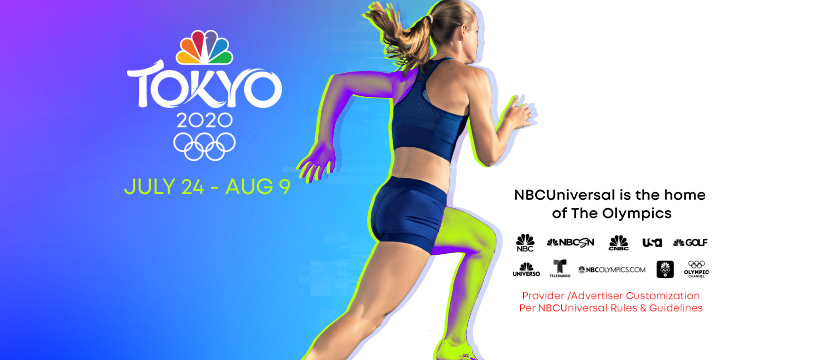 TOKYO
2020
JULY 24 - AUG 9
NBCUniversal is the home
of The Olympics
NBC NBCSN CNBC USA GOLF
UNIVERSO TELEMUNDO NBCOLYMPICS.COM OLYMPIC CHANNEL
Provider /Advertiser Customization
Per NBCUniversal Rules & Guidelines